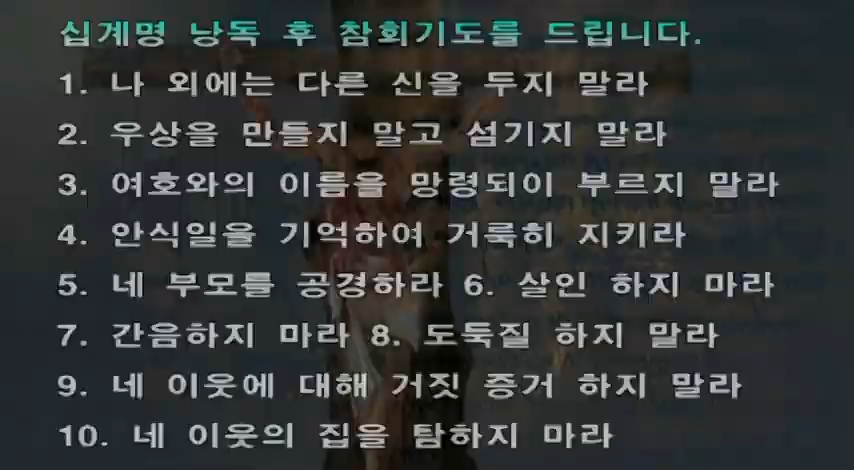 십계명 낭독 후 참회기도를 드립니다.
1. 나 외에는 다른 신을 두지 말라
2. 우상을 만들지 말고 섬기지 말라
3. 여호와의 이름을 망령되이 부르지 말라
4. 안식일을 기억하여 거룩히 지키라
5. 네 부모를 공경하라 6. 살인 하지 마라
7. 간음하지 마라 8. 도둑질 하지 말라
9. 네 이웃에 대해 거짓 증거 하지 말라
10. 네 이웃의 집을 탐하지 마라